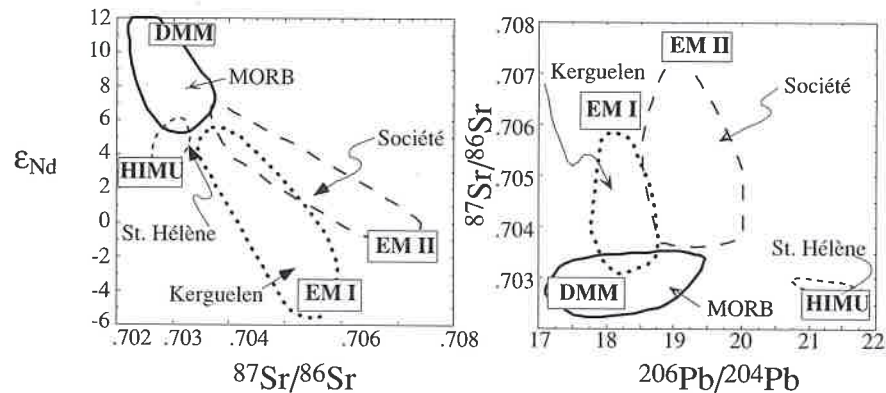 12
10
8
6
4
2
0
-2
-4
-6
εNd
DMM
MORB
HIMU
St. Hélène
Société
EM II
Kerguelen
EM I
.702 .703 .704 .706 .708
87Sr/86Sr
.708
.707
.706
.705
.704
.703
87Sr/86Sr
EM II
Kerguelen
EM I
Société
St. Hélène
DMM
MORB
HIMU
17 18 19 20 21 22
206Pb/204Pb